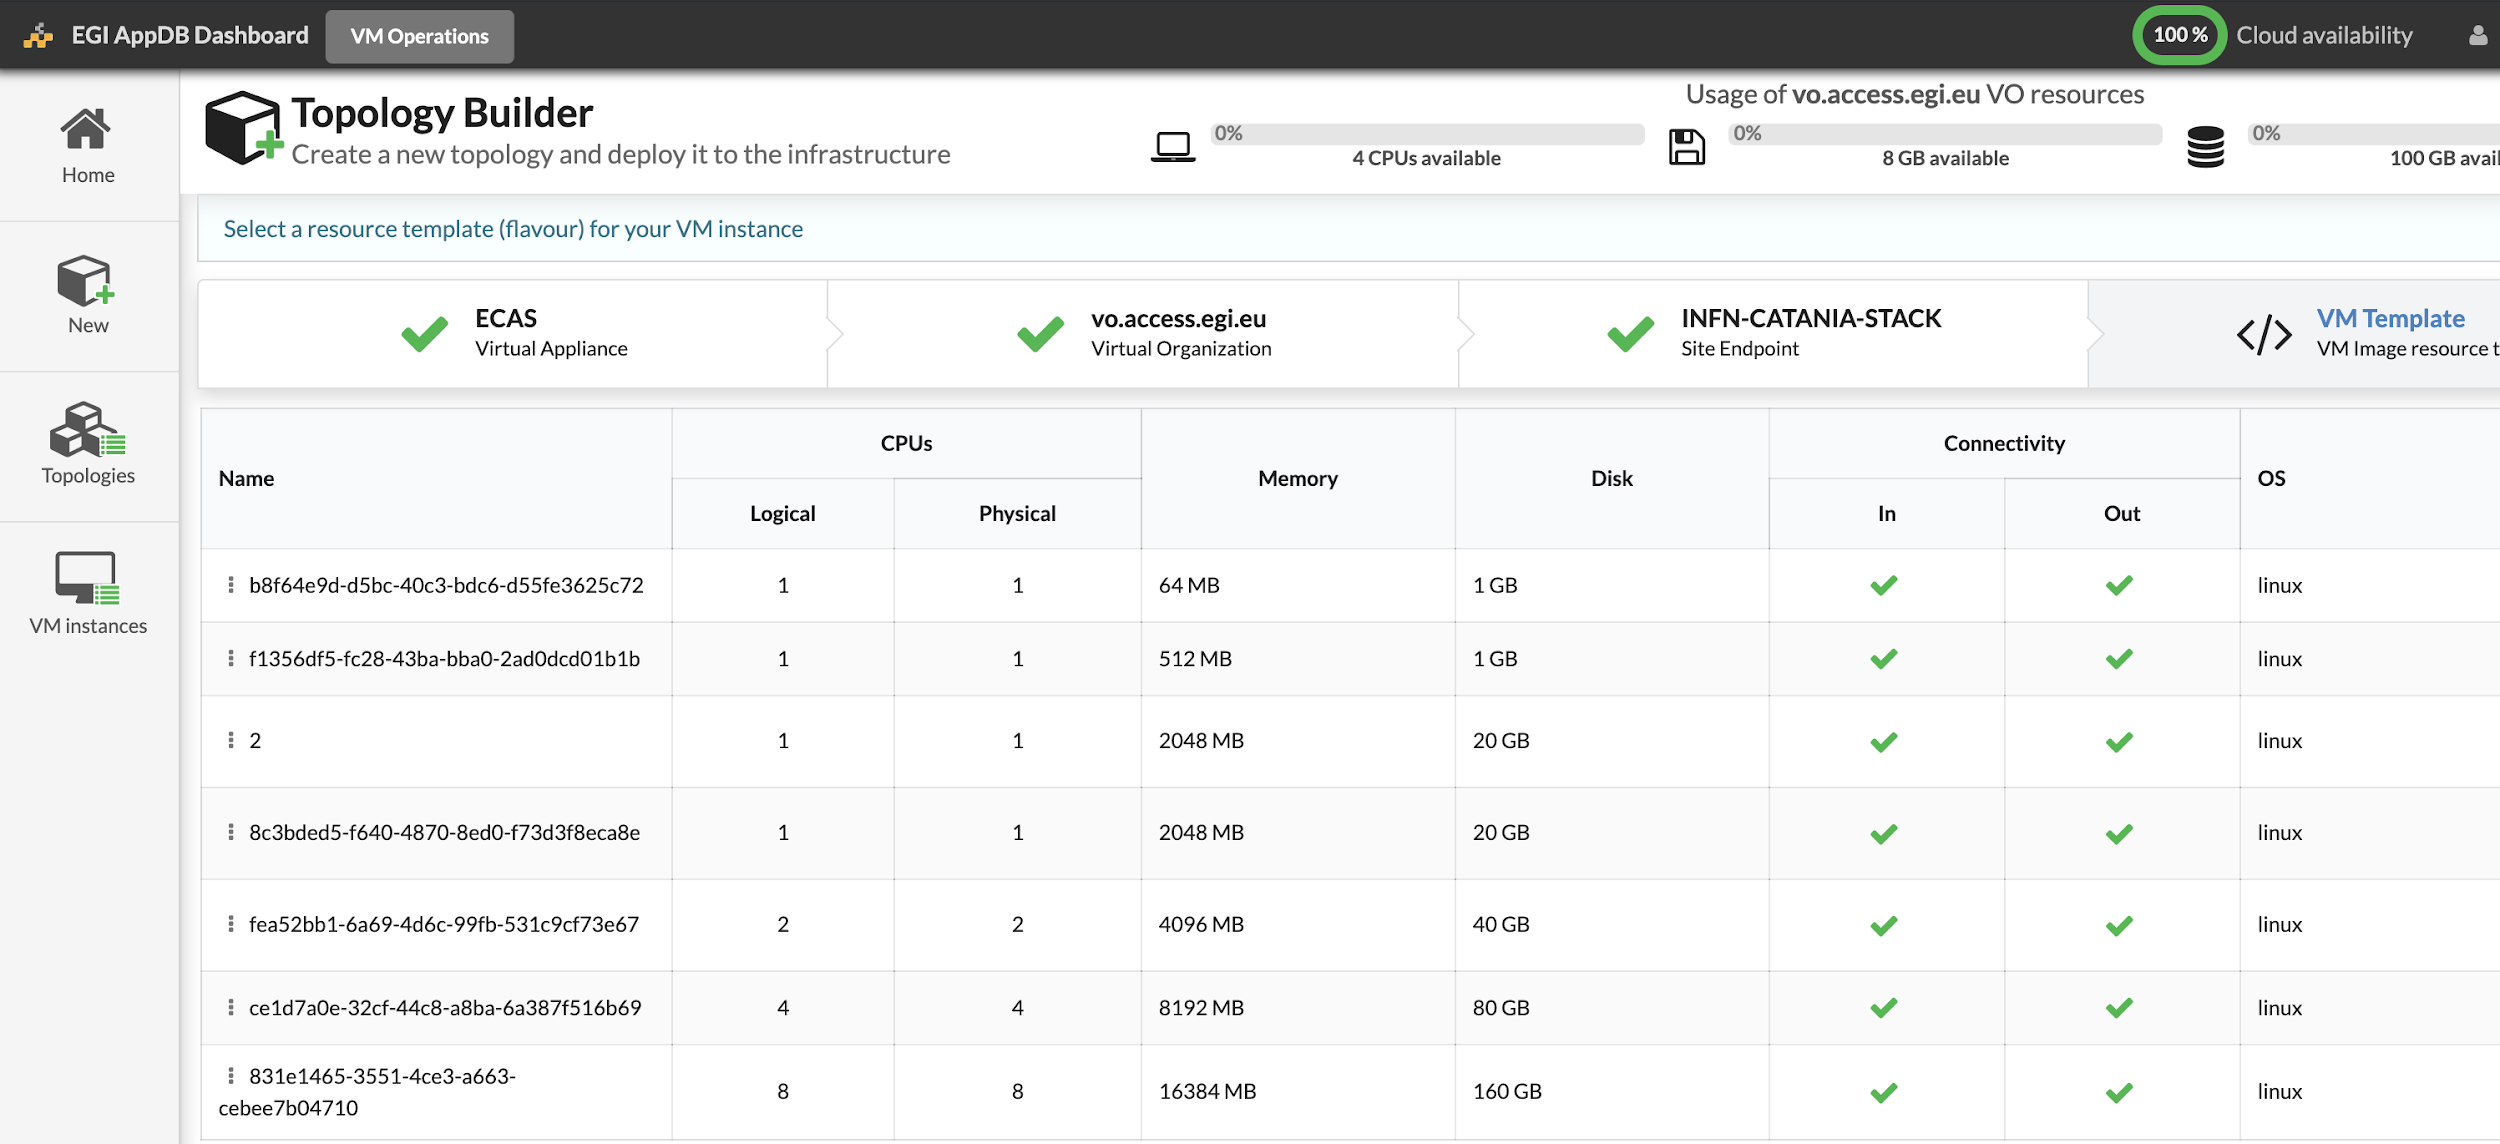 EGI AppDB Dashboard
VM Operations
100 %
Cloud availability
Home
New
Topologies
VM instances
Topology Builder
Create a new topology and deploy it to the infrastructure
Usage of vo.access.egi.eu VO resources
0%
4 CPUs available
0%
8 GB available
0%
100 GB avail
Select a resource template (flavour) for your VM instance
ECAS
Virtual Appliance
vo.access.egi.eu
Virtual Organization
INFN-CATANIA-STACK
Site Endpoint
VM Template
VM Image resource t
Name CPUs Memory Disk Connectivity OS
Logical Physical In Out
b8f64e9d-d5bc-40c3-bdc6-d55fe3625c72 1 1 64 MB 1 GB linux
f1356df5-fc28-43ba-bba0-2ad0dcd01b1b 1 1 512 MB 1 GB linux
2 1 1 2048 MB 20 GB linux
8c3bded5-f640-4870-8ed0-f73d3f8eca8e 1 1 2048 MB 20 GB linux
fea52bb1-6a69-4d6c-99fb-531c9cf73e67 2 2 4096 MB 40 GB linux
ce1d7a0e-32cf-44c8-a8ba-6a387f516b69 4 4 8192 MB 80 GB linux
831e1465-3551-4ce3-a663-
cebee7b04710 8 8 16384 MB 160 GB linux